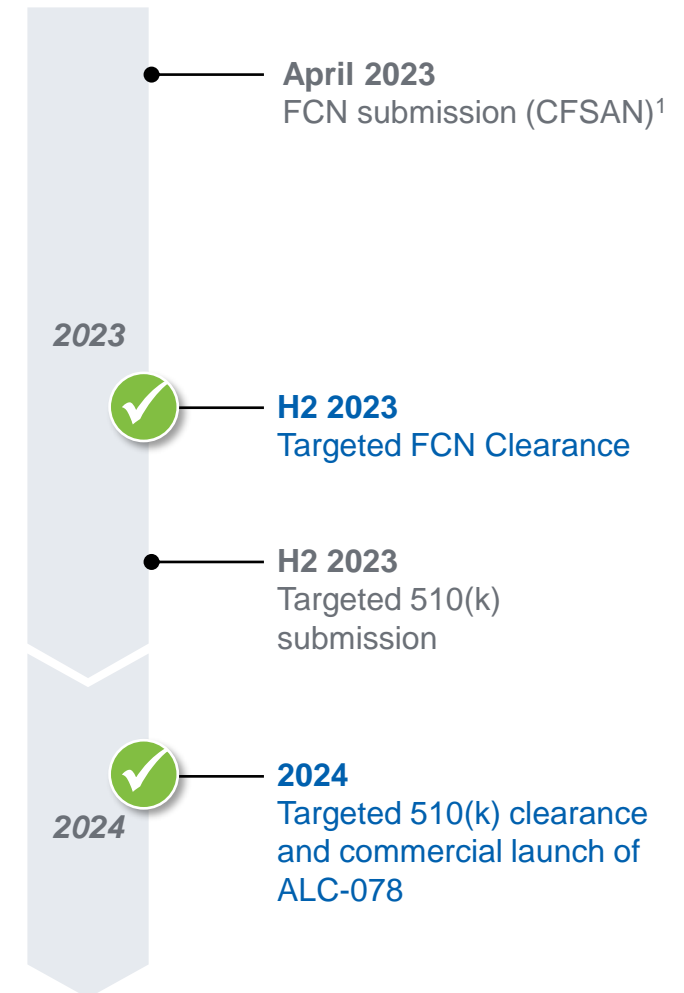 April 2023
FCN submission (CFSAN)¹
2023
H2 2023
Targeted FCN Clearance
H2 2023
Targeted 510(k)
submission
2024
Targeted 510(k) clearance
2024
and commercial launch of
ALC-078